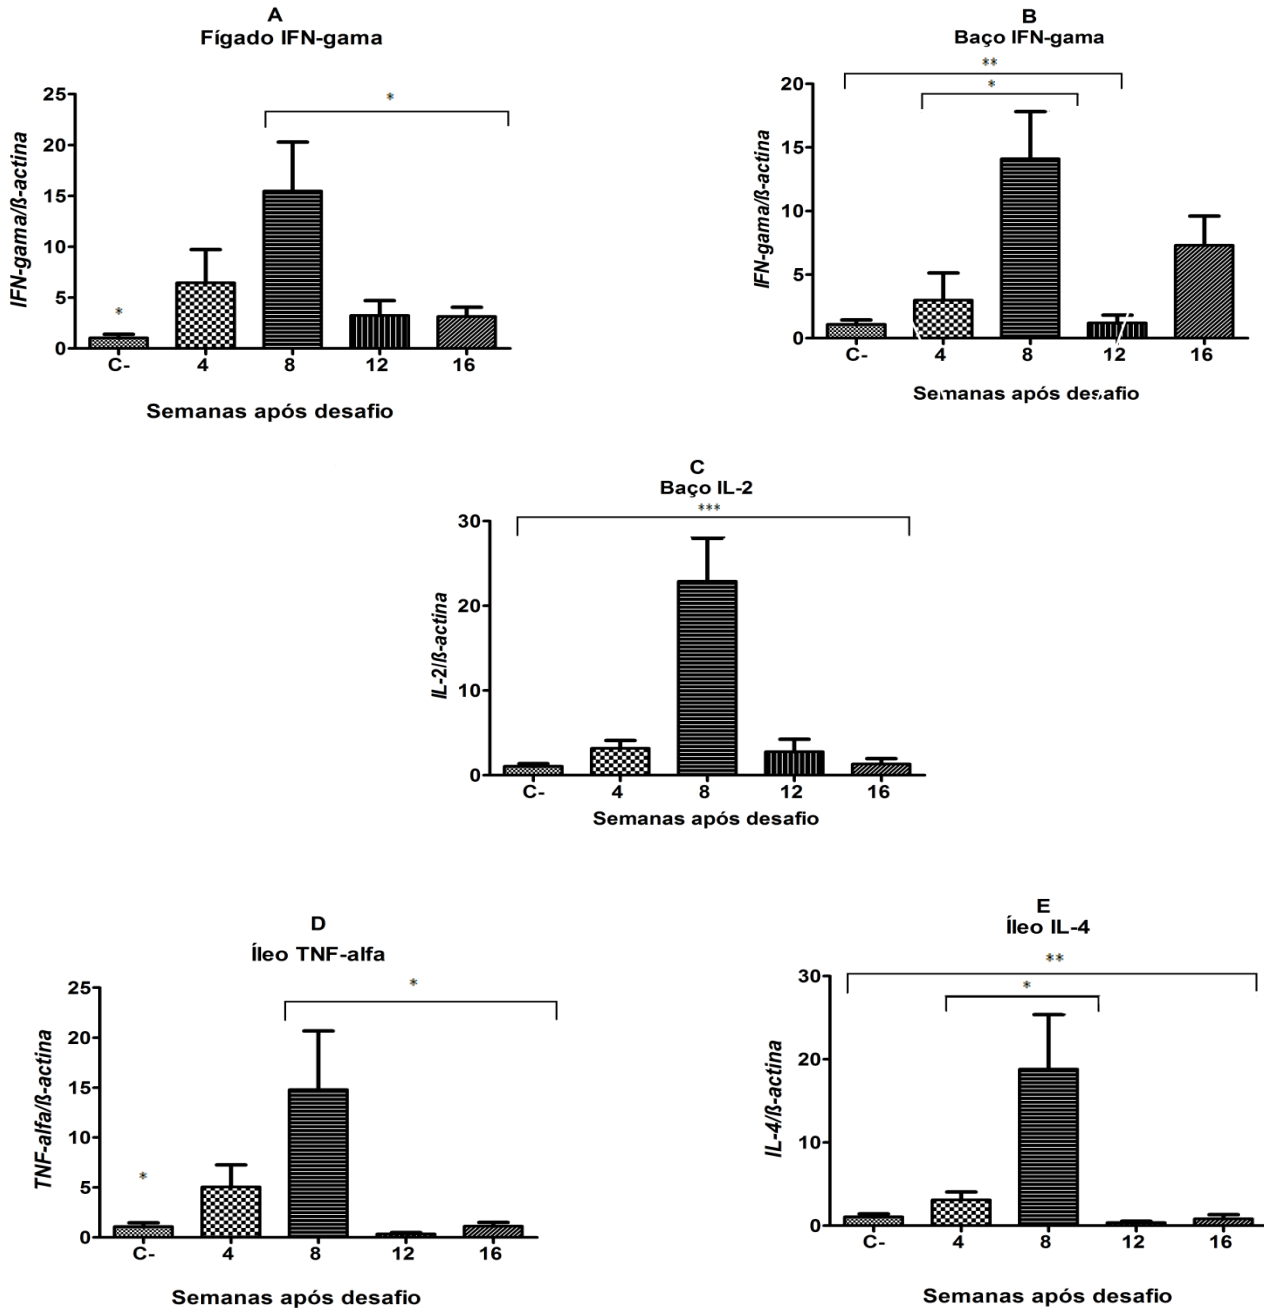 A
Fígado IFN-gama
*
25
20
15
10
5
0
IFN-gama/ß-actina
*
C- 4 8 12 16
Semanas após desafio
B
Baço IFN-gama
**
*
20
15
10
5
0
IFN-gama/ß-actina
C- 4 8 12 16
Semanas após desafio
C
Baço IL-2
***
30
20
10
0
IL-2/ß-actina
C- 4 8 12 16
Semanas após desafio
D
Íleo TNF-alfa
*
25
20
15
10
5
0
TNF-alfa/ß-actina
*
C- 4 8 12 16
Semanas após desafio
E
Íleo IL-4
**
*
30
20
10
0
IL-4/ß-actina
C- 4 8 12 16
Semanas após desafio